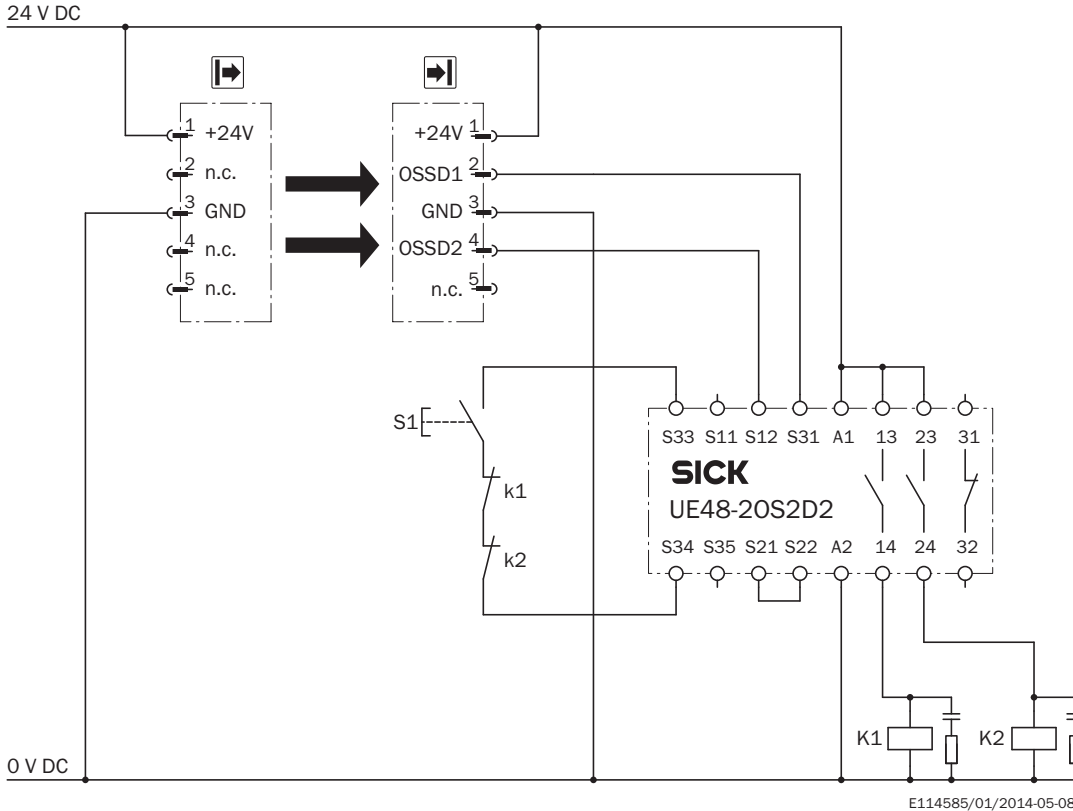 24 V DC
1 +24V
2 n.c.
3 GND
4 n.c.
5 n.c.
+24V 1
OSSD1 2
GND 3
OSSD2 4
n.c. 5
S1
k1
k2
S33 S11 S12 S31 A1 13 23 31
SICK
UE48-2OS2D2
S34 S35 S21 S22 A2 14 24 32
K1
K2
0 V DC
E114585/01/2014-05-08